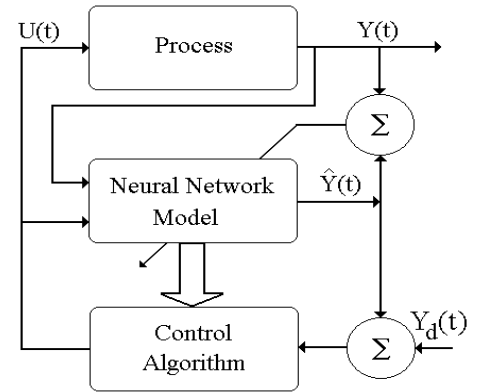 U(t)
Process
Y(t)
Σ
Neural Network
Model
Ŷ(t)
Control
Algorithm
Σ
Y_d(t)